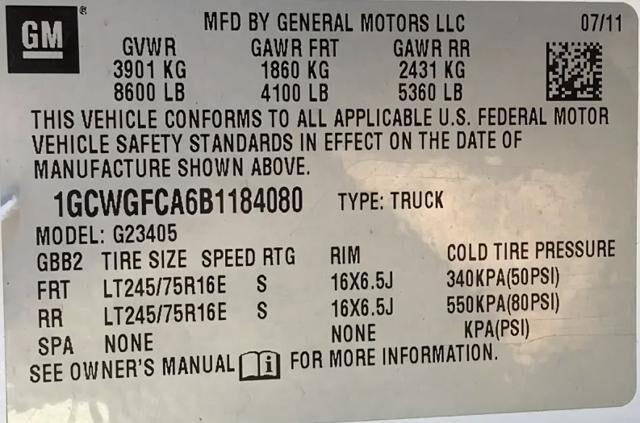 GM ®
MFD BY GENERAL MOTORS LLC 07/11
GVWR GAWR FRT GAWR RR
3901 KG 1860 KG 2431 KG
8600 LB 4100 LB 5360 LB
THIS VEHICLE CONFORMS TO ALL APPLICABLE U.S. FEDERAL MOTOR
VEHICLE SAFETY STANDARDS IN EFFECT ON THE DATE OF
MANUFACTURE SHOWN ABOVE.
1GCWGFCA6B1184080 TYPE: TRUCK
MODEL: G23405
GBB2 TIRE SIZE SPEED RTG RIM COLD TIRE PRESSURE
FRT LT245/75R16E S 16X6.5J 340KPA(50PSI)
RR LT245/75R16E S 16X6.5J 550KPA(80PSI)
SPA NONE NONE KPA(PSI)
SEE OWNER'S MANUAL i FOR MORE INFORMATION.